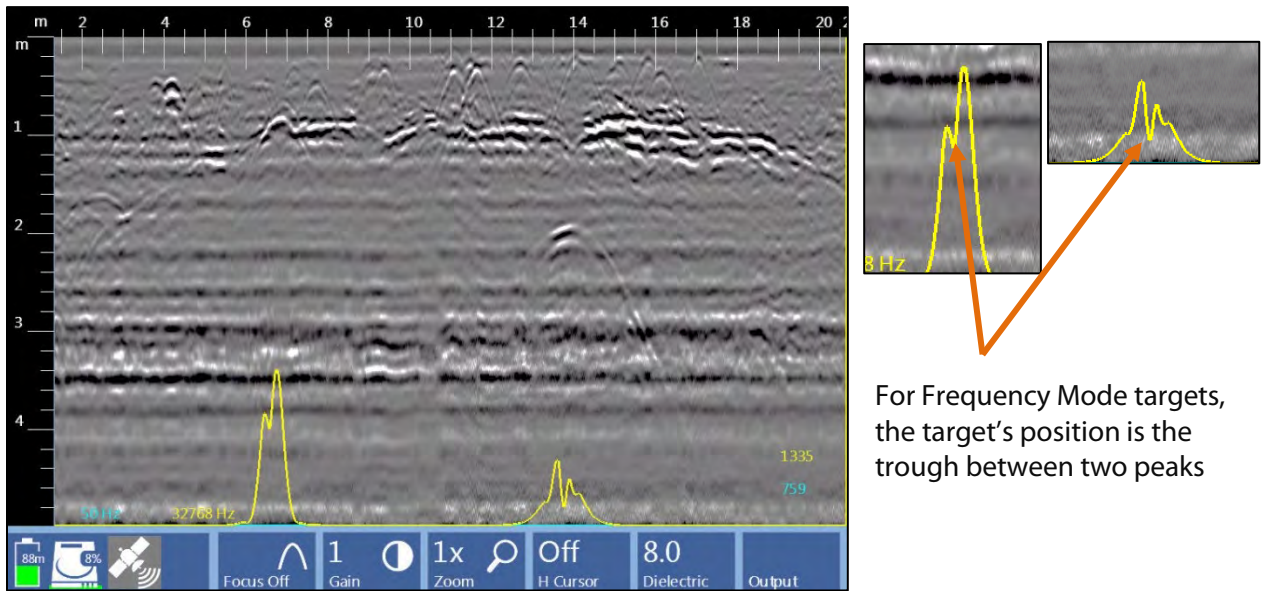 m 2 4 6 8 10 12 14 16 18 20
m
1
2
3
4
1335
759
50 Hz 32768 Hz
88m
8%
Focus Off
1
Gain
1x
Zoom
Off
H Cursor
8.0
Dielectric
Output
8 Hz
For Frequency Mode targets,
the target's position is the
trough between two peaks